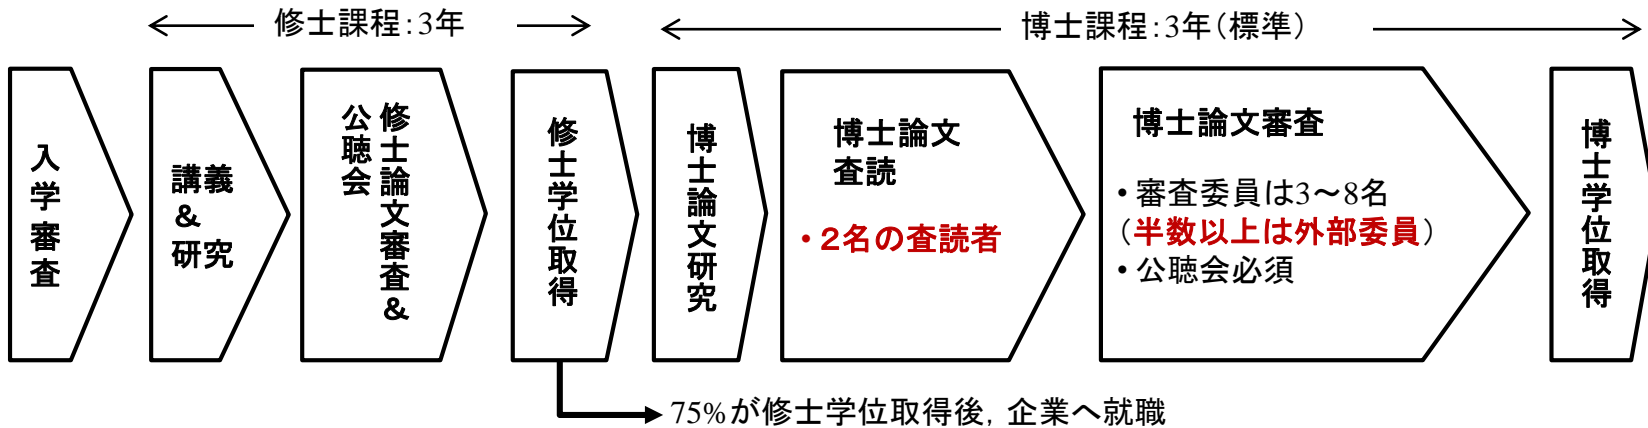 修士課程：3年
博士課程：3年（標準）
入学審査
講義
＆
研究
修士論文審査＆
公聴会
修士学位取得
博士論文研究
博士論文
査読
・２名の査読者
博士論文審査
・審査委員は3～8名
（半数以上は外部委員）
・公聴会必須
博士学位取得
75%が修士学位取得後，企業へ就職